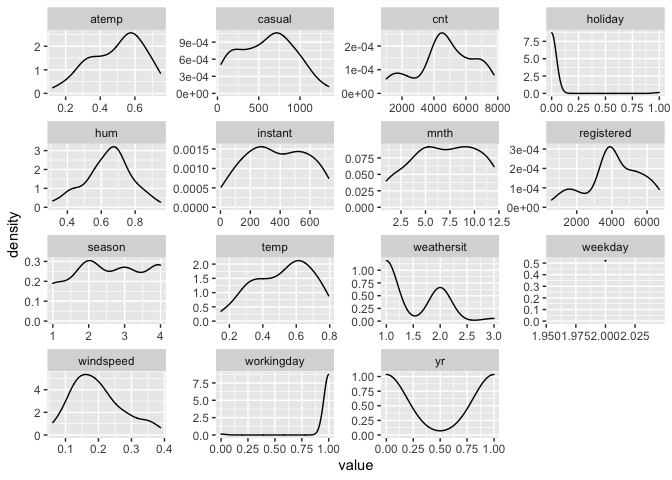 atemp casual cnt holiday
2 1 0 0.2 0.4 0.6
9e-04 6e-04 3e-04 0e+00 0 500 1000
2e-04 1e-04 0e+00 2000 4000 6000 8000
7.5 5.0 2.5 0.0 0.00 0.25 0.50 0.75 1.00
hum instant mnth registered
3 2 1 0 0.4 0.6 0.8
0.0015 0.0010 0.0005 0.0000 0 200 400 600
0.075 0.050 0.025 0.000 2.5 5.0 7.5 10.0 12.5
3e-04 2e-04 1e-04 0e+00 2000 4000 6000
density
season temp weathersit weekday
0.3 0.2 0.1 0.0 1 2 3 4
2.0 1.5 1.0 0.5 0.0 0.2 0.4 0.6 0.8
1.00 0.75 0.50 0.25 0.00 1.0 1.5 2.0 2.5 3.0
0.5 0.4 0.3 0.2 0.1 0.0 1.950 1.975 2.000 2.025
windspeed workingday yr
4 2 0 0.1 0.2 0.3 0.4
7.5 5.0 2.5 0.0 0.00 0.25 0.50 0.75 1.00
1.00 0.75 0.50 0.25 0.00 0.00 0.25 0.50 0.75 1.00
value